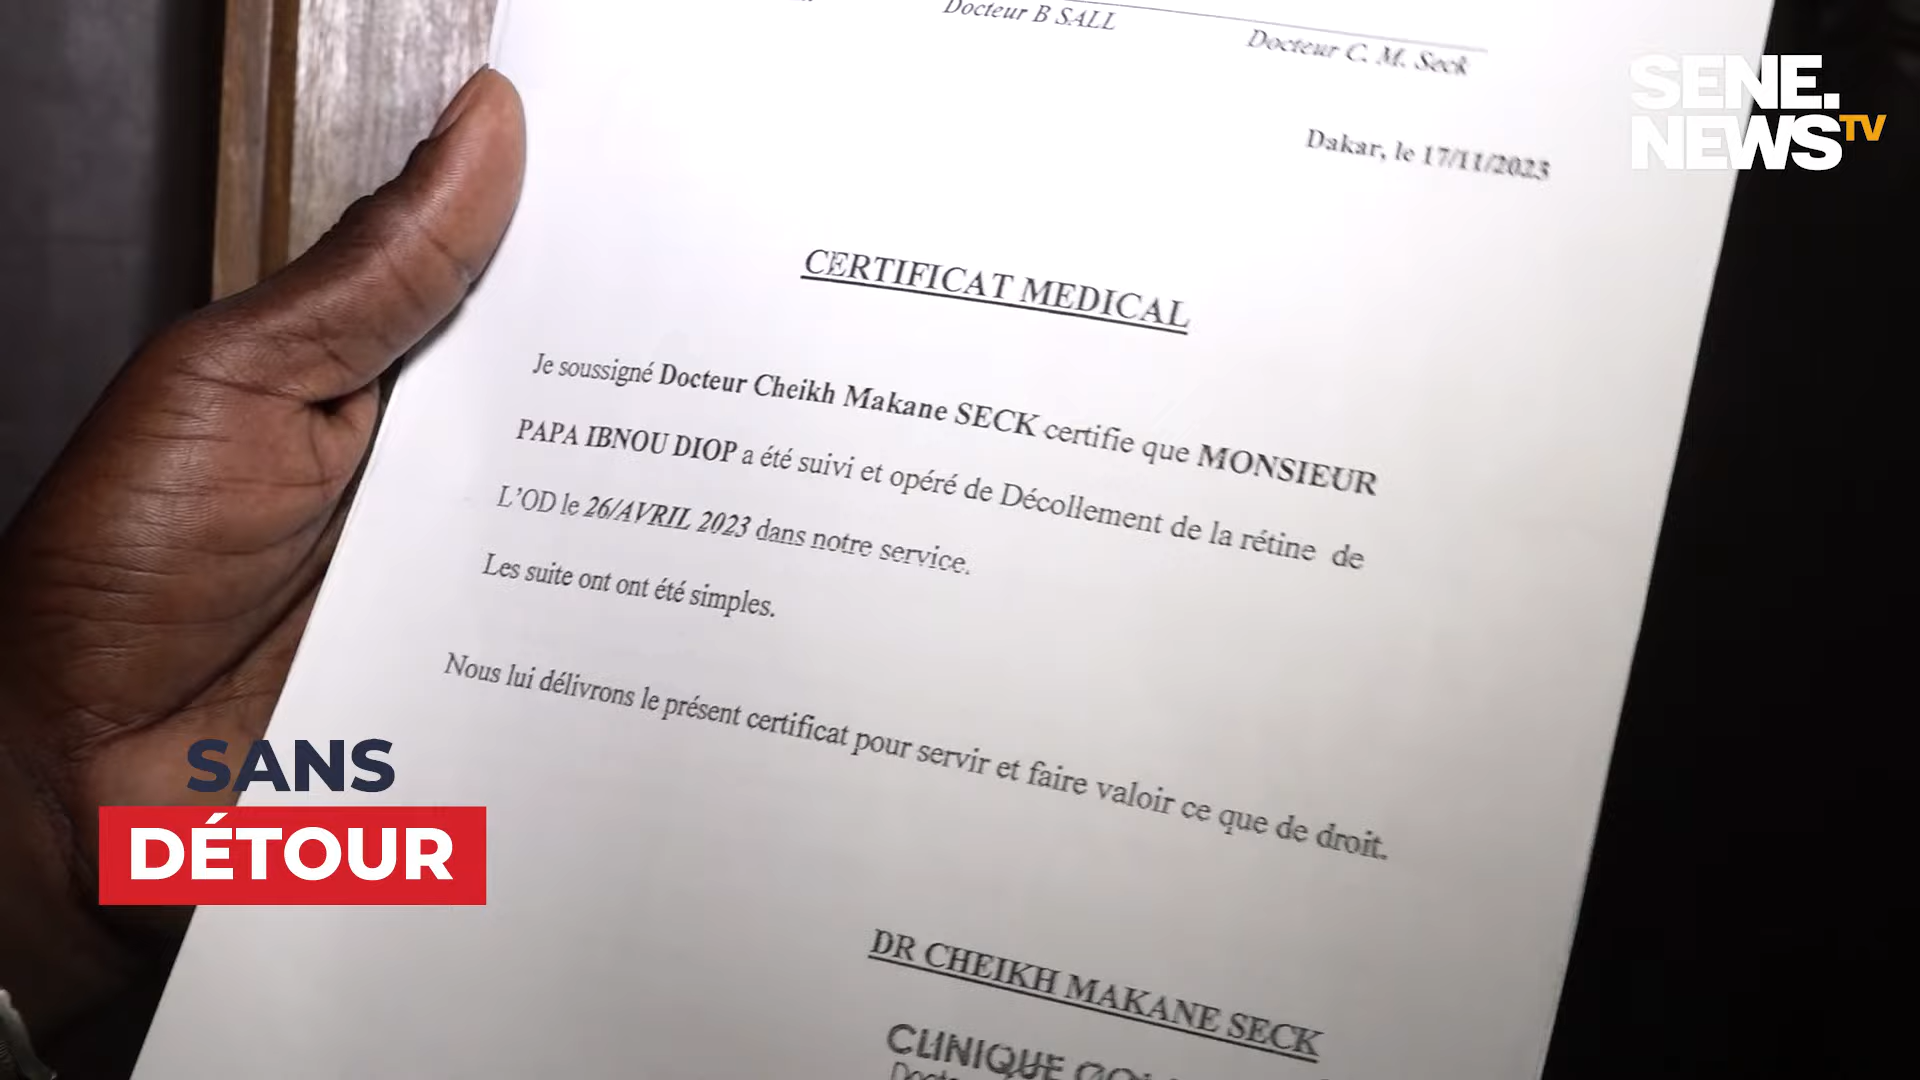 Docteur B SALL
Docteur C. M. Seck
SENE.
NEWS TV
Dakar, le 17/11/2023
CERTIFICAT MEDICAL
Je soussigné Docteur Cheikh Makane SECK certifie que MONSIEUR
PAPA IBNOU DIOP a été suivi et opéré de Décollement de la rétine de
L'OD le 26/AVRIL 2023 dans notre service.
Les suite ont ont été simples.
Nous lui délivrons le présent certificat pour servir et faire valoir ce que de droit.
SANS
DÉTOUR
DR CHEIKH MAKANE SECK
CLINIQUE